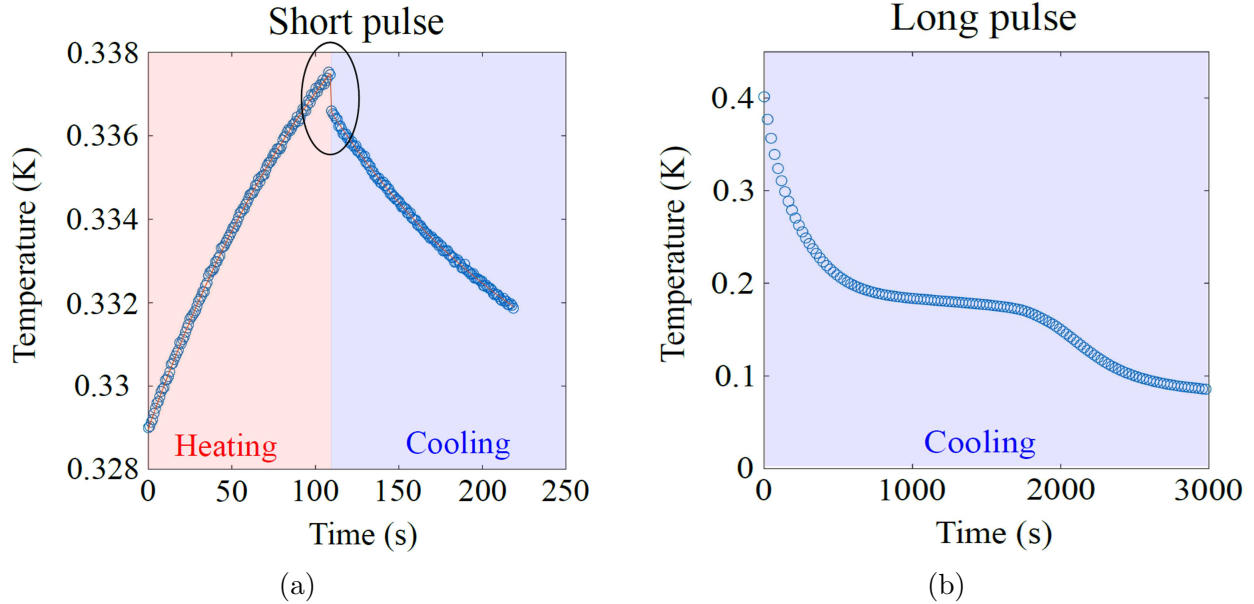 Short pulse
0.338
0.336
0.334
0.332
0.33
0.328
Temperature (K)
Heating
Cooling
0 50 100 150 200 250
Time (s)
(a)
Long pulse
0.4
0.3
0.2
0.1
0
Temperature (K)
Cooling
0 1000 2000 3000
Time (s)
(b)